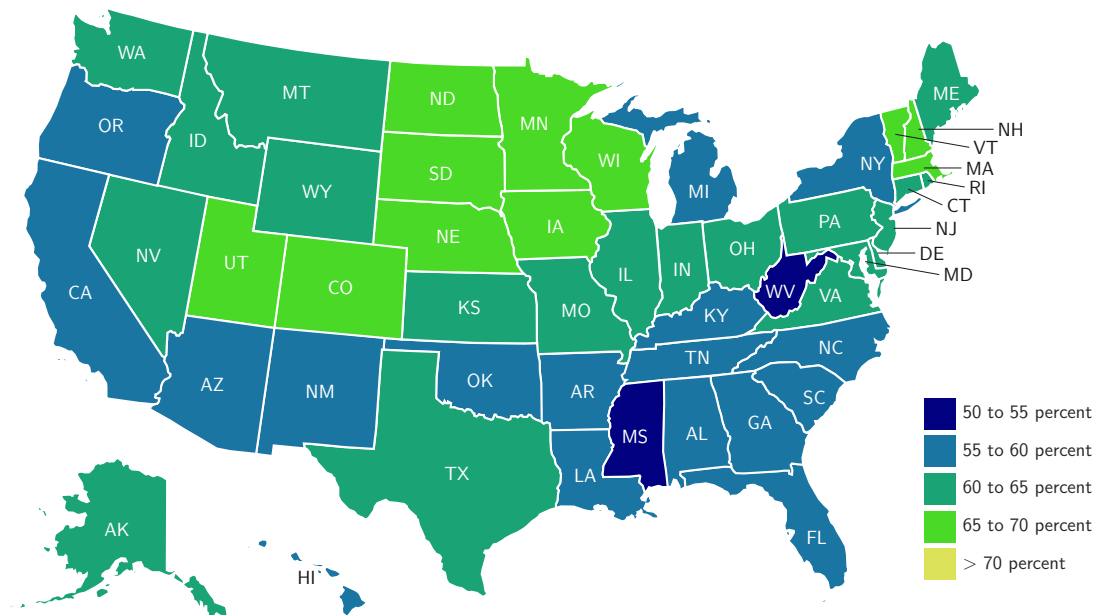 WA
MT
ND
MN
ME
OR
ID
NH
VT
WI
NY
MA
SD
WY
MI
RI
CT
PA
NJ
IA
NE
OH
NV
UT
DE
IL
IN
MD
CO
CA
WV
VA
KS
MO
KY
NC
TN
AZ
NM
OK
AR
SC
50 to 55 percent
GA
MS
AL
55 to 60 percent
TX
LA
60 to 65 percent
65 to 70 percent
AK
FL
> 70 percent
HI